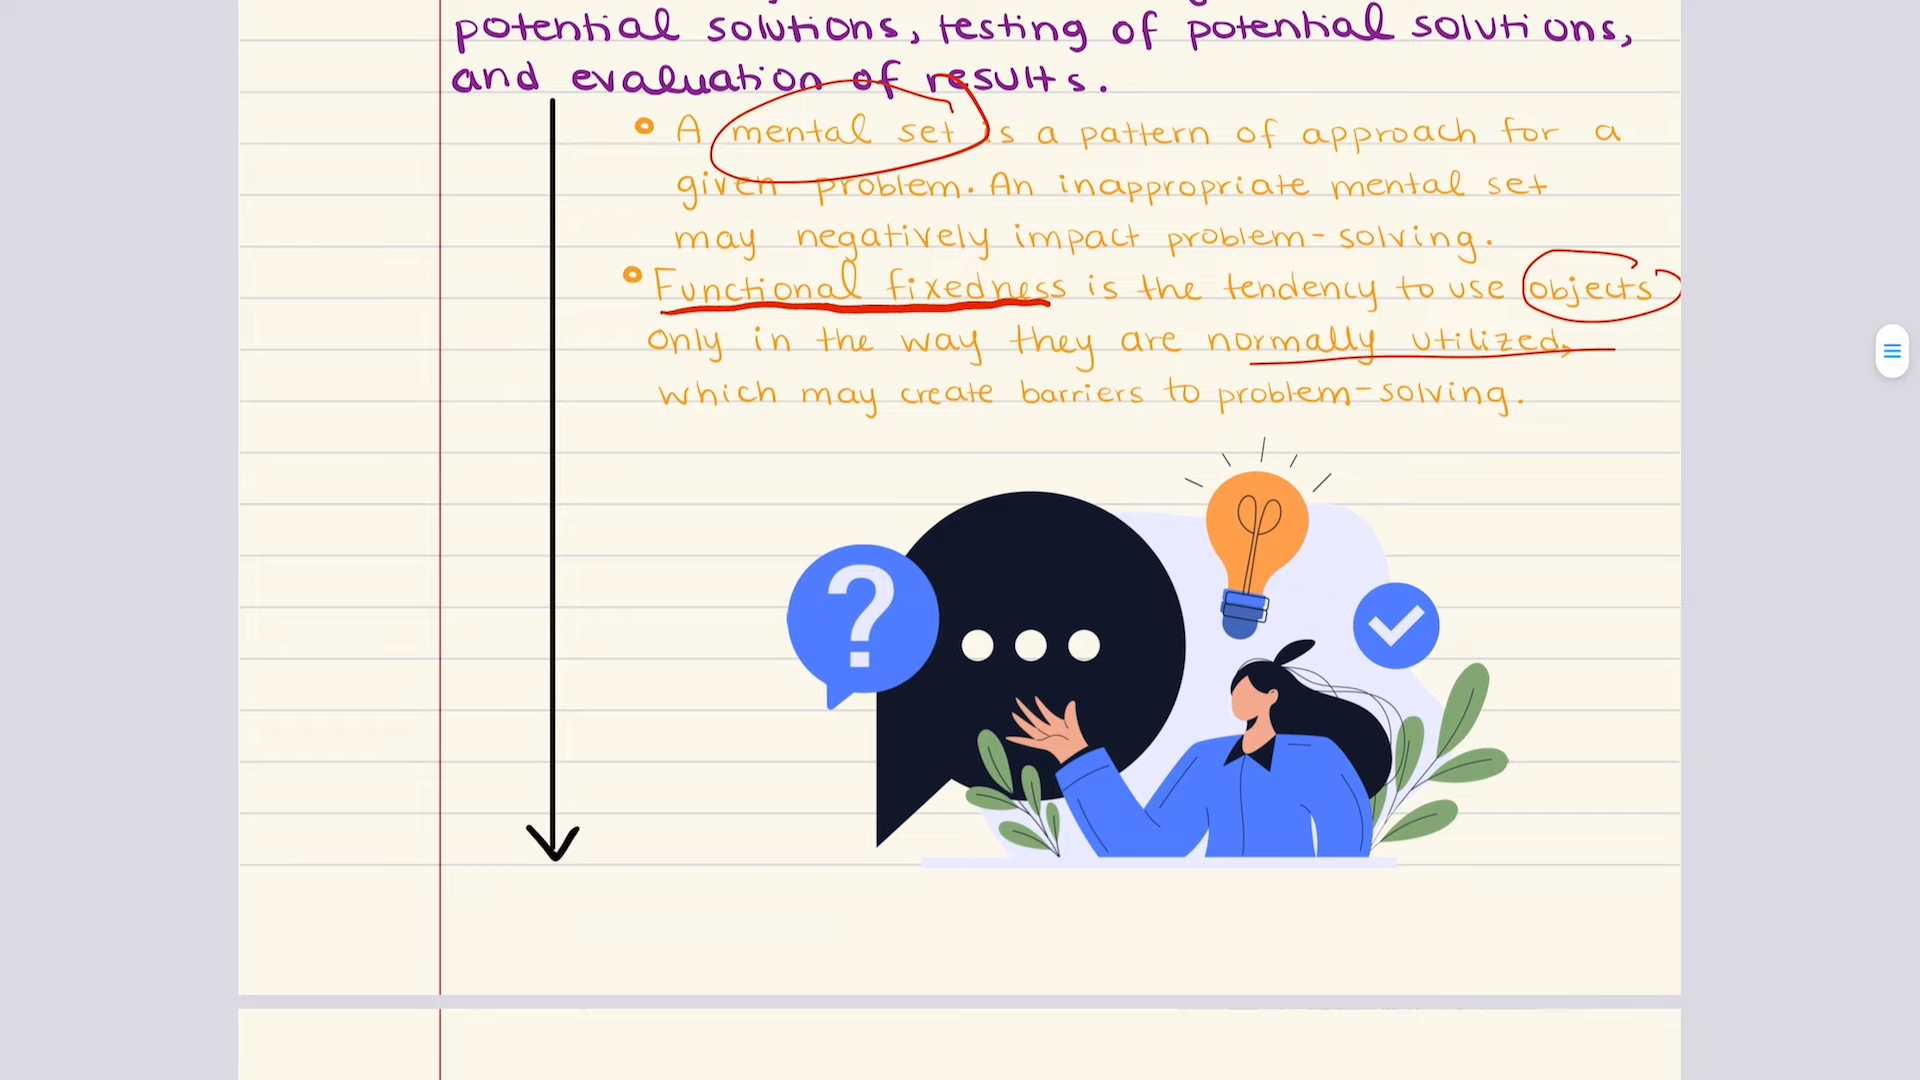 potential solutions, testing of potential solutions,
and evaluation of results.
A mental set is a pattern of approach for a
given problem. An inappropriate mental set
may negatively impact problem-solving.
Functional fixedness is the tendency to use objects
only in the way they are normally utilized,
which may create barriers to problem-solving.
?